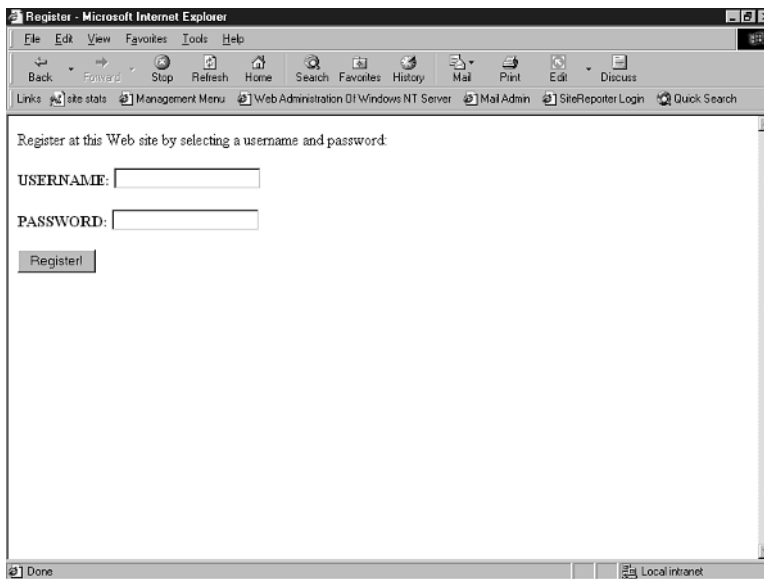 Register - Microsoft Internet Explorer
File Edit View Favorites Tools Help
Back Forward Stop Refresh Home Search Favorites History Mail Print Edit Discuss
Links site stats Management Menu Web Administration Of Windows NT Server Mail Admin SiteReporter Login Quick Search
Register at this Web site by selecting a username and password:
USERNAME:
PASSWORD:
Register!
Done Local intranet